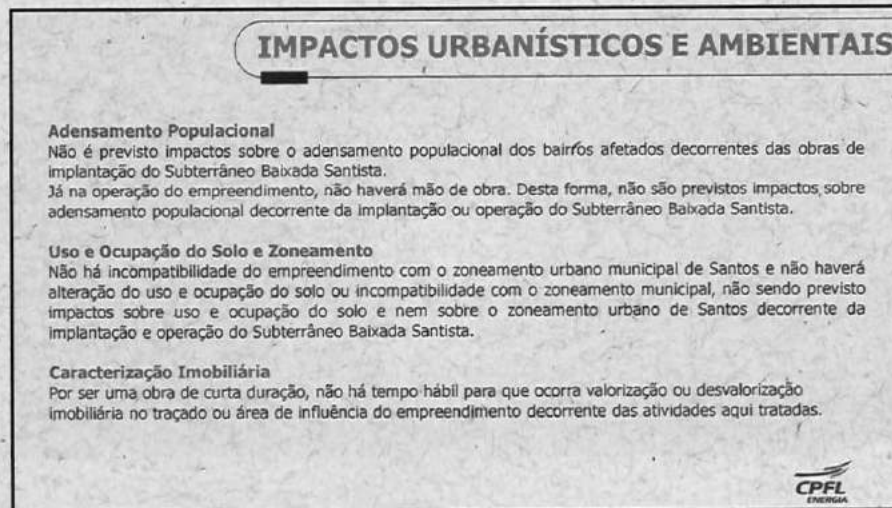 IMPACTOS URBANÍSTICOS E AMBIENTAIS
Adensamento Populacional
Não é previsto impactos sobre o adensamento populacional dos bairros afetados decorrentes das obras de
implantação do Subterrâneo Baixada Santista.
Já na operação do empreendimento, não haverá mão de obra. Desta forma, não são previstos impactos sobre
adensamento populacional decorrente da implantação ou operação do Subterrâneo Baixada Santista.
Uso e Ocupação do Solo e Zoneamento
Não há incompatibilidade do empreendimento com o zoneamento urbano municipal de Santos e não haverá
alteração do uso e ocupação do solo ou incompatibilidade com o zoneamento municipal, não sendo previsto
impactos sobre uso e ocupação do solo e nem sobre o zoneamento urbano de Santos decorrente da
implantação e operação do Subterrâneo Baixada Santista.
Caracterização Imobiliária
Por ser uma obra de curta duração, não há tempo hábil para que ocorra valorização ou desvalorização
imobiliária no traçado ou área de influência do empreendimento decorrente das atividades aqui tratadas.
CPFL
ENERGIA